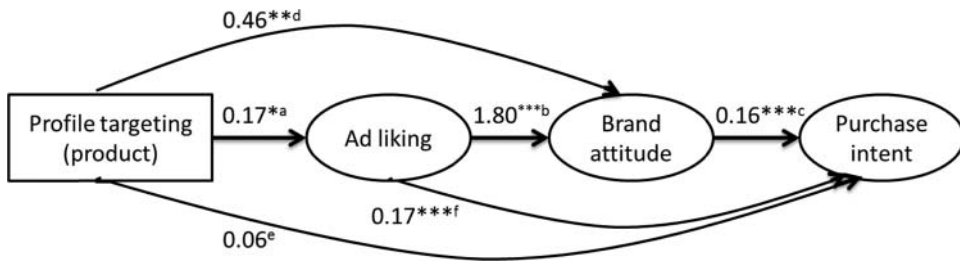 0.46**d
Profile targeting
(product)
0.17*a
Ad liking
1.80***b
Brand
attitude
0.16***c
Purchase
intent
0.17***f
0.06e